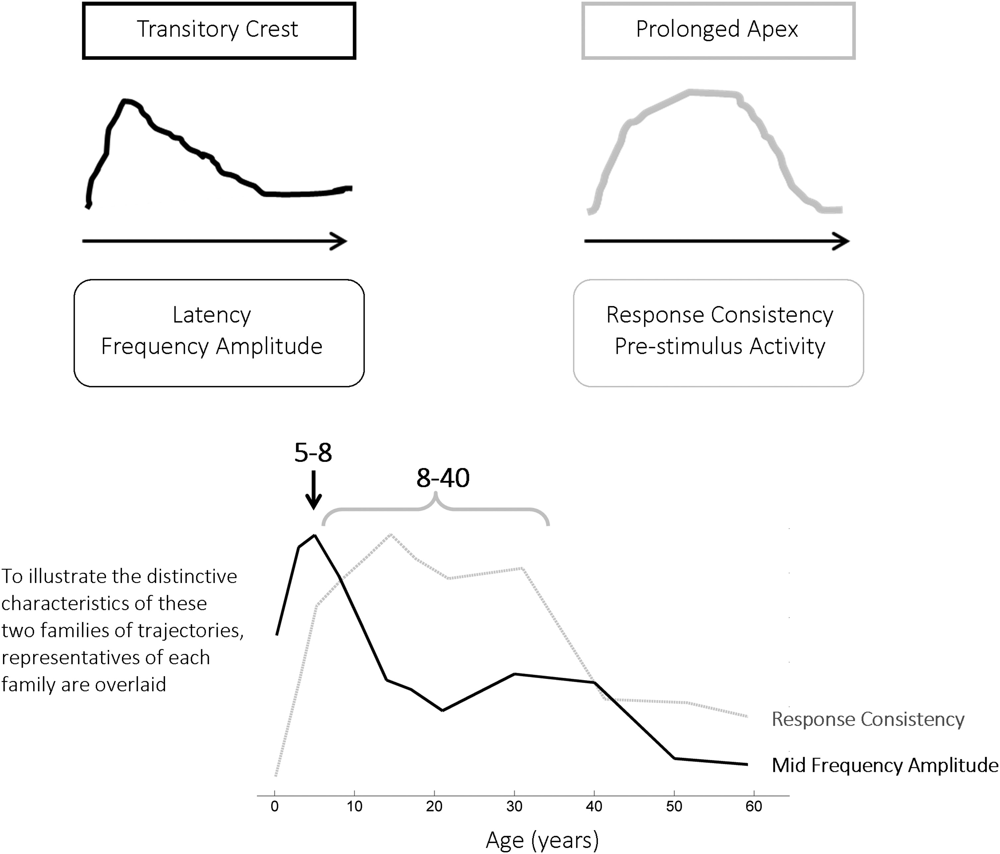 Transitory Crest
Prolonged Apex
Latency
Frequency Amplitude
Response Consistency
Pre-stimulus Activity
5-8
8-40
To illustrate the distinctive
characteristics of these
two families of trajectories,
representatives of each
family are overlaid
Response Consistency
Mid Frequency Amplitude
0 10 20 30 40 50 60
Age (years)